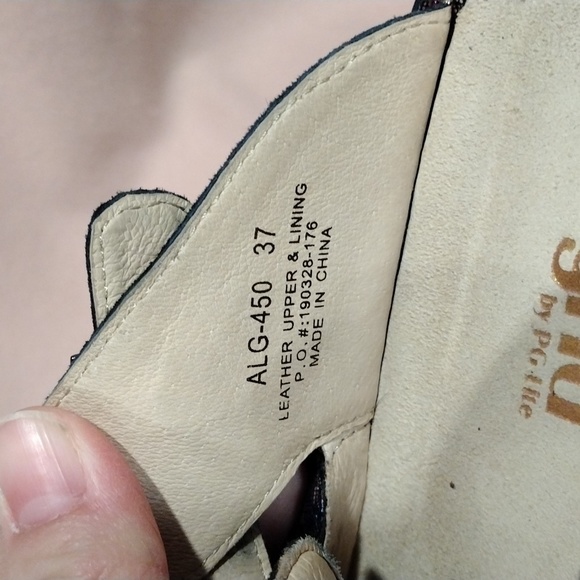 ALG-450 37
LEATHER UPPER & LINING
P.O.#:190328-176
MADE IN CHINA
by PG-lite